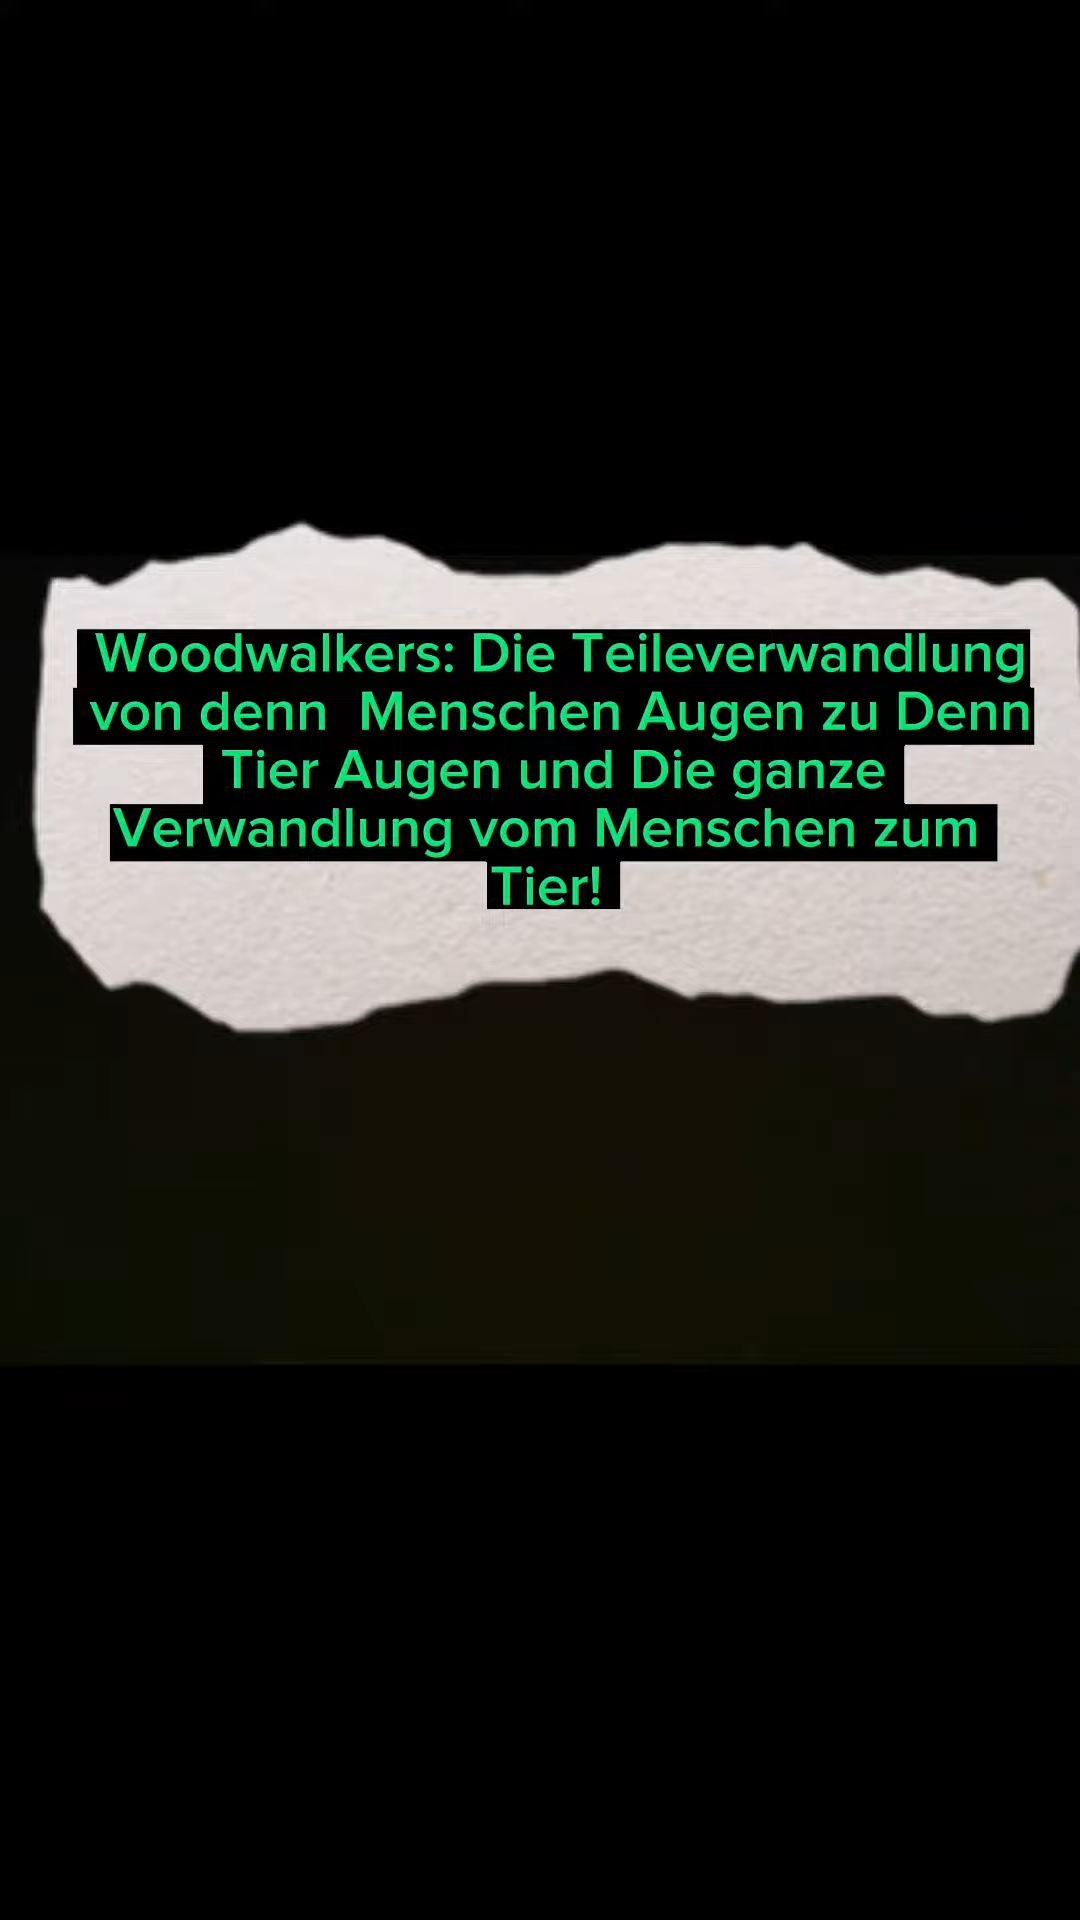 Woodwalkers: Die Teileverwandlung
von denn  Menschen Augen zu Denn
Tier Augen und Die ganze
Verwandlung vom Menschen zum
Tier!